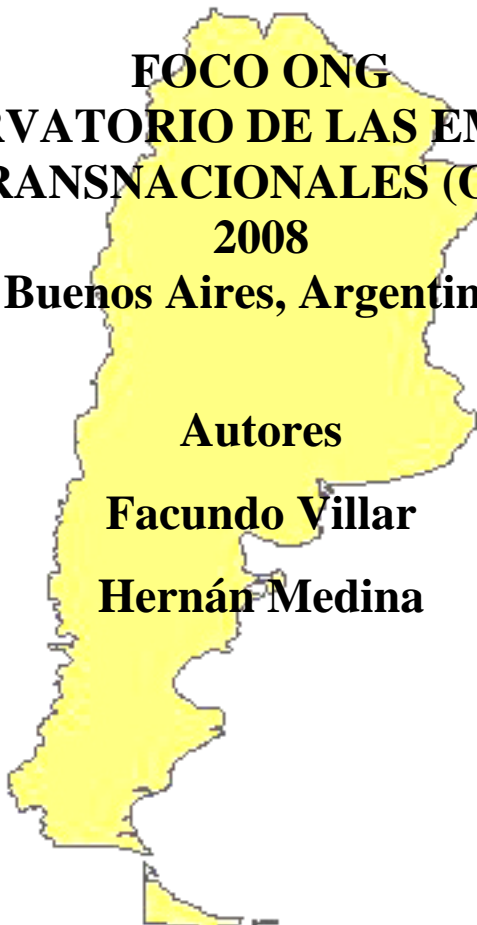 FOCO ONG
RVATORIO DE LAS EM
RANSNACIONALES (O
2008
Buenos Aires, Argentin
Autores
Facundo Villar
Hernán Medina